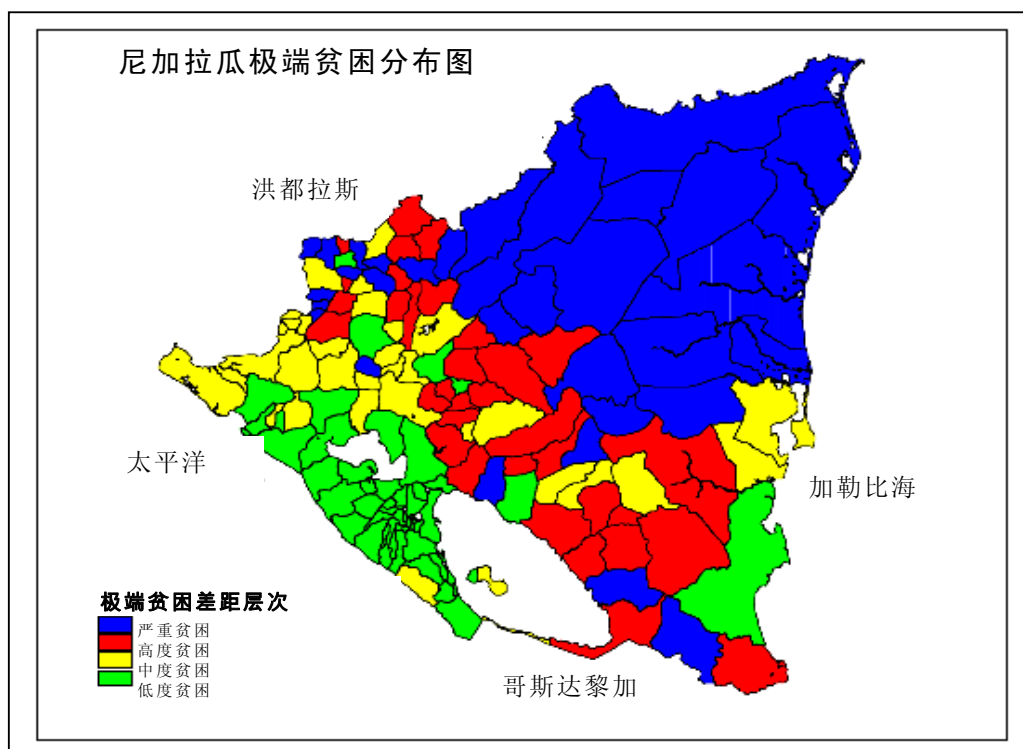 尼加拉瓜极端贫困分布图
洪都拉斯
太平洋
加勒比海
极端贫困差距层次
严重贫困
高度贫困
中度贫困
低度贫困
哥斯达黎加